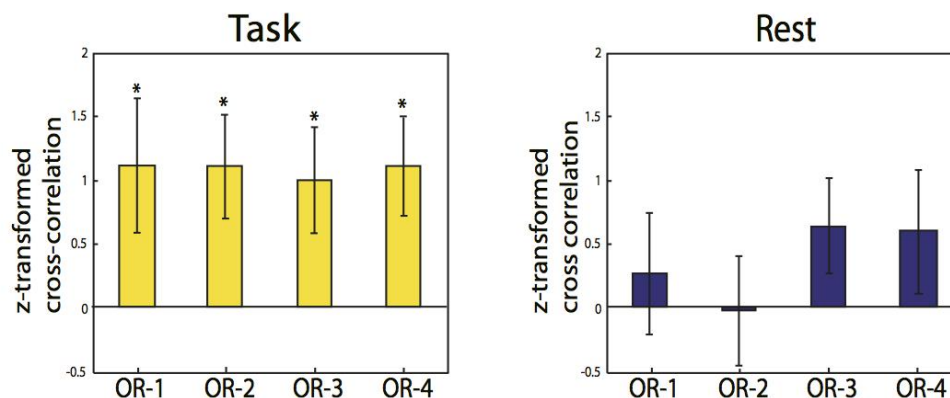 Task
z-transformed
cross-correlation
2
1.5
1
0.5
0
-0.5
*
*
*
*
OR-1 OR-2 OR-3 OR-4
Rest
z-transformed
cross correlation
2
1.5
1
0.5
0
-0.5
OR-1 OR-2 OR-3 OR-4